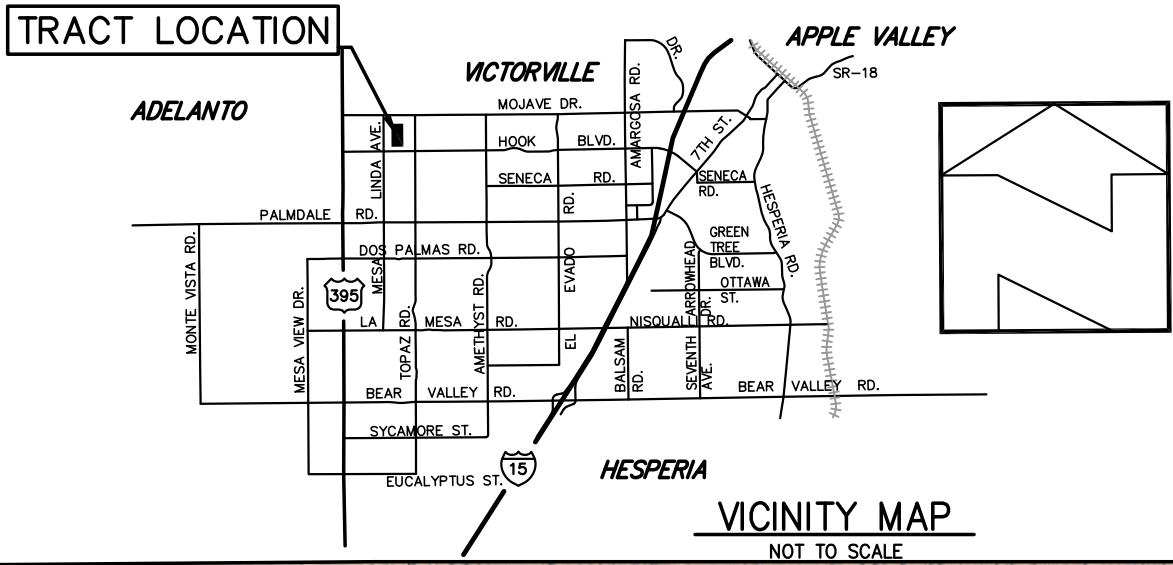 TRACT LOCATION
APPLE VALLEY
VICTORVILLE
SR-18
ADELANTO
DR.
MOJAVE DR.
AMARGOSA RD.
LINDA AVE.
HOOK BLVD.
7TH ST.
SENECA RD.
SENECA
RD.
HESPERIA RD.
PALMDALE RD.
MONTE VISTA RD.
DOS PALMAS RD.
GREEN
TREE
BLVD.
MESA
EL EVADO RD.
ARROWHEAD
DR.
OTTAWA
ST.
395
MESA VIEW DR.
TOPAZ RD.
AMETHYST RD.
LA MESA RD.
NISQUALLI RD.
BALSAM
RD.
SEVENTH
AVE.
BEAR VALLEY RD.
BEAR VALLEY RD.
SYCAMORE ST.
EUCALYPTUS ST.
15
HESPERIA
VICINITY MAP
NOT TO SCALE